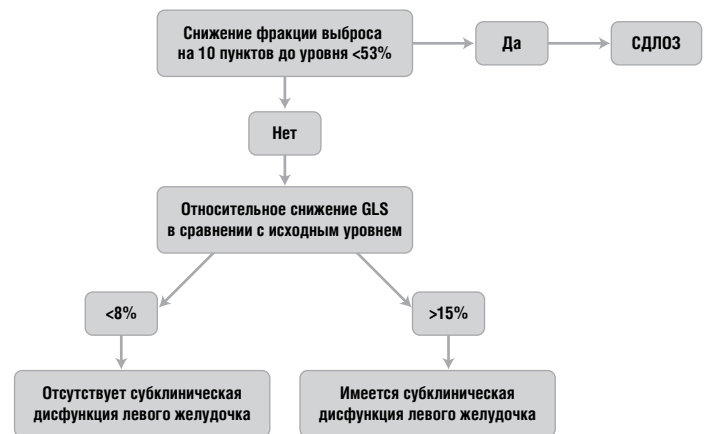 Снижение фракции выброса
на 10 пунктов до уровня <53%
Да
СДЛОЗ
Нет
Относительное снижение GLS
в сравнении с исходным уровнем
<8%
>15%
Отсутствует субклиническая
дисфункция левого желудочка
Имеется субклиническая
дисфункция левого желудочка